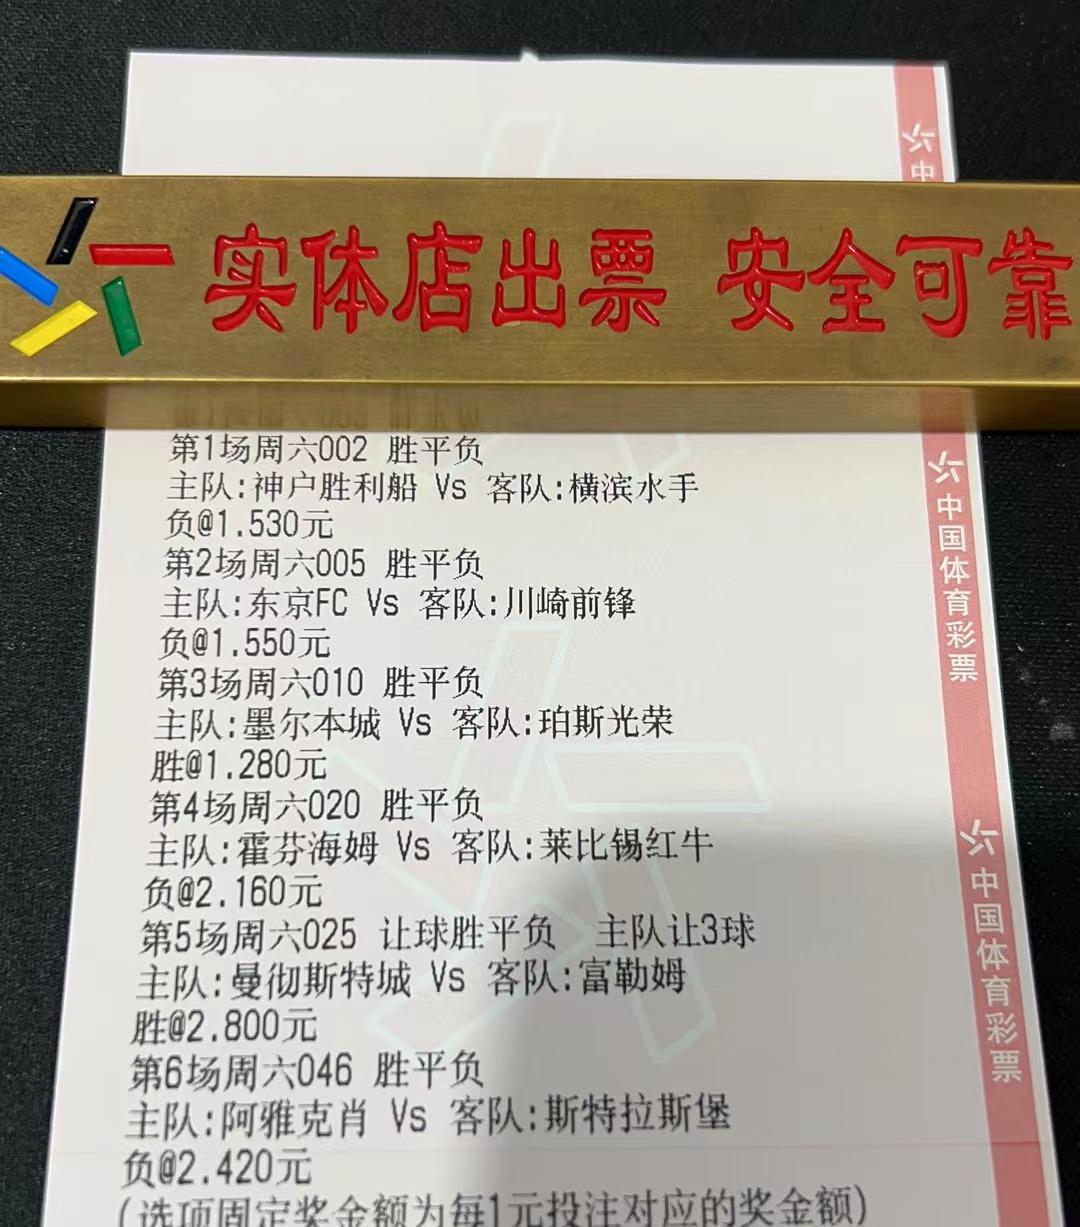 实体店出票 安全可靠
第1场周六002 胜平负
主队:神户胜利船 Vs 客队:横滨水手
负@1.530元
第2场周六005 胜平负
主队:东京FC Vs 客队:川崎前锋
负@1.550元
第3场周六010 胜平负
主队:墨尔本城 Vs 客队:珀斯光荣
胜@1.280元
第4场周六020 胜平负
主队:霍芬海姆 Vs 客队:莱比锡红牛
负@2.160元
第5场周六025 让球胜平负 主队让3球
主队:曼彻斯特城 Vs 客队:富勒姆
胜@2.800元
第6场周六046 胜平负
主队:阿雅克肖 Vs 客队:斯特拉斯堡
负@2.420元
(选项固定奖金额为每1元投注对应的奖金额)
中
中国体育彩票
中国体育彩票